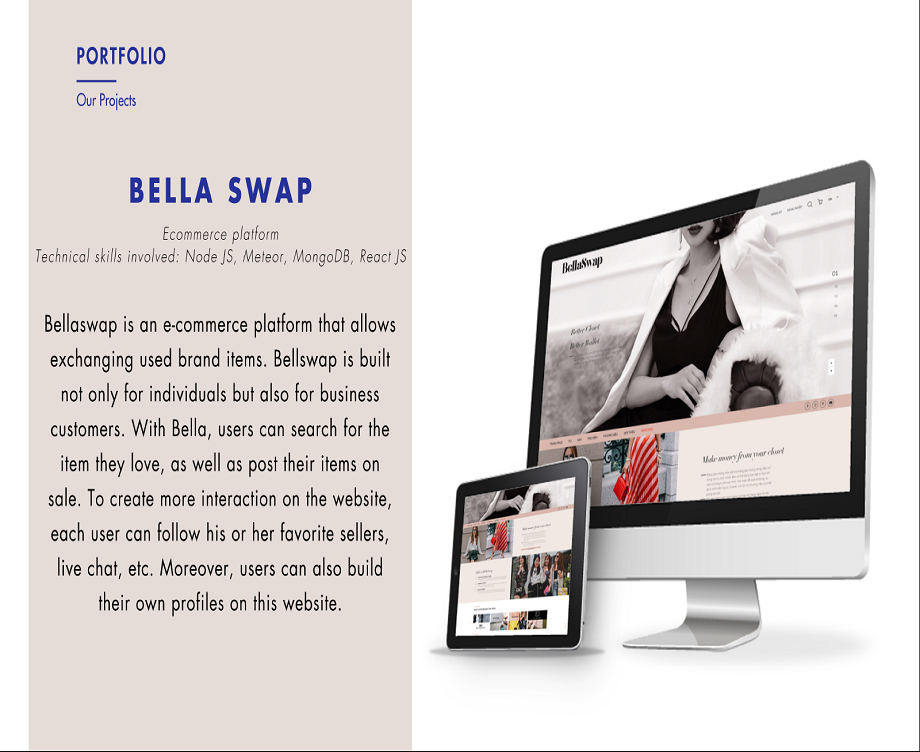 PORTFOLIO
Our Projects
BELLA SWAP
Ecommerce platform
Technical skills involved: Node JS, Meteor, MongoDB, React JS
Bellaswap is an e-commerce platform that allows
exchanging used brand items. Bellswap is built
not only for individuals but also for business
customers. With Bella, users can search for the
item they love, as well as post their items on
sale. To create more interaction on the website,
each user can follow his or her favorite sellers,
live chat, etc. Moreover, users can also build
their own profiles on this website.
BellaSwap
Better Closet
Better Wallet
01
Make money from your closet